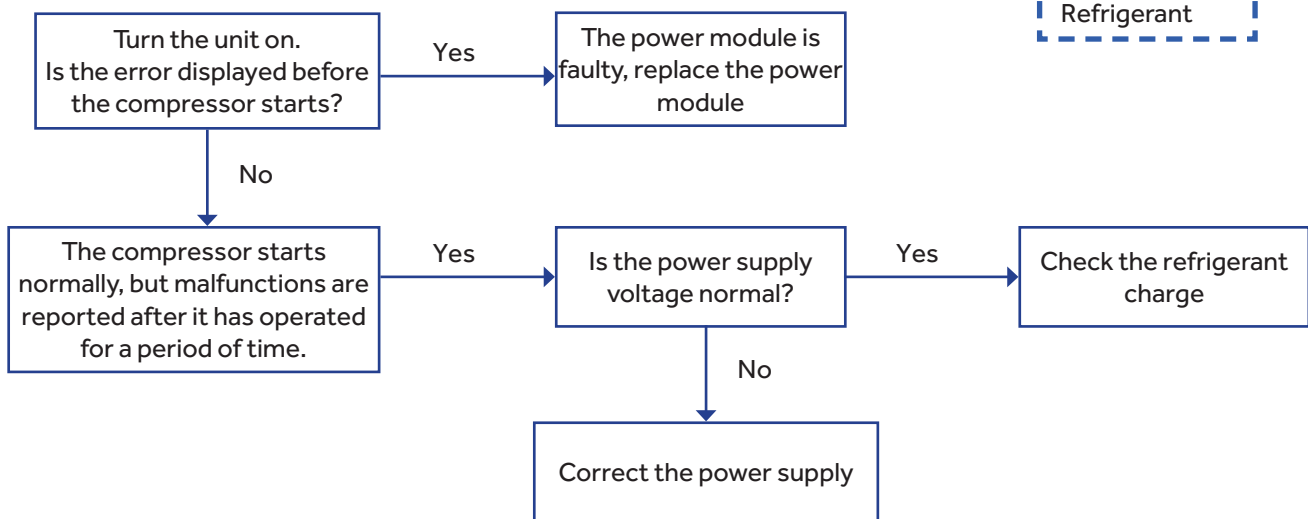 Refrigerant
Turn the unit on.
Is the error displayed before
the compressor starts?
Yes
The power module is
faulty, replace the power
module
No
The compressor starts
normally, but malfunctions are
reported after it has operated
for a period of time.
Yes
Is the power supply
voltage normal?
Yes
Check the refrigerant
charge
No
Correct the power supply